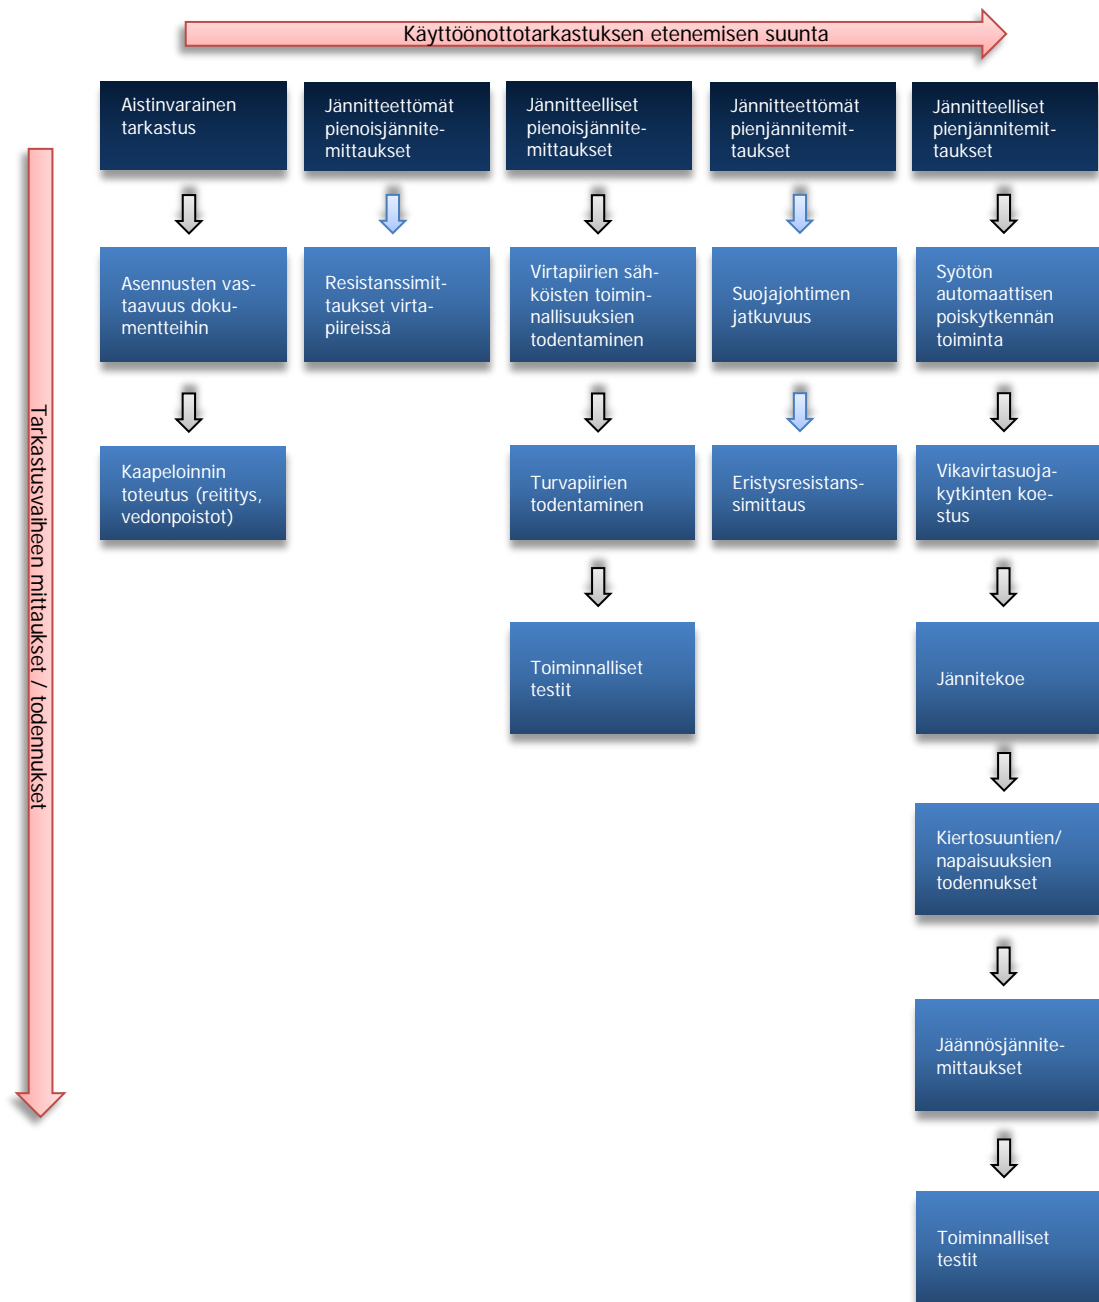 Käyttöönottotarkastuksen etenemisen suunta
Tarkastusvaiheen mittaukset / todennukset
Aistinvarainen
tarkastus
Jännitteettömät
pienoisjännite-
mittaukset
Jännitteelliset
pienoisjännite-
mittaukset
Jännitteettömät
pienjännitemit-
taukset
Jännitteelliset
pienjännitemit-
taukset
Asennusten vas-
taavuus doku-
mentteihin
Resistanssimit-
taukset virta-
piireissä
Virtapiirien säh-
köisten toimin-
nallisuuksien
todentaminen
Suojajohtimen
jatkuvuus
Syötön
automaattisen
poiskytkennän
toiminta
Kaapeloinnin
toteutus (reititys,
vedonpoistot)
Turvapiirien
todentaminen
Eristysresistans-
simittaus
Vikavirtasuoja-
kytkinten koe-
stus
Toiminnalliset
testit
Jännitekoe
Kiertosuuntien/
napaisuuksien
todennukset
Jäännösjännite-
mittaukset
Toiminnalliset
testit